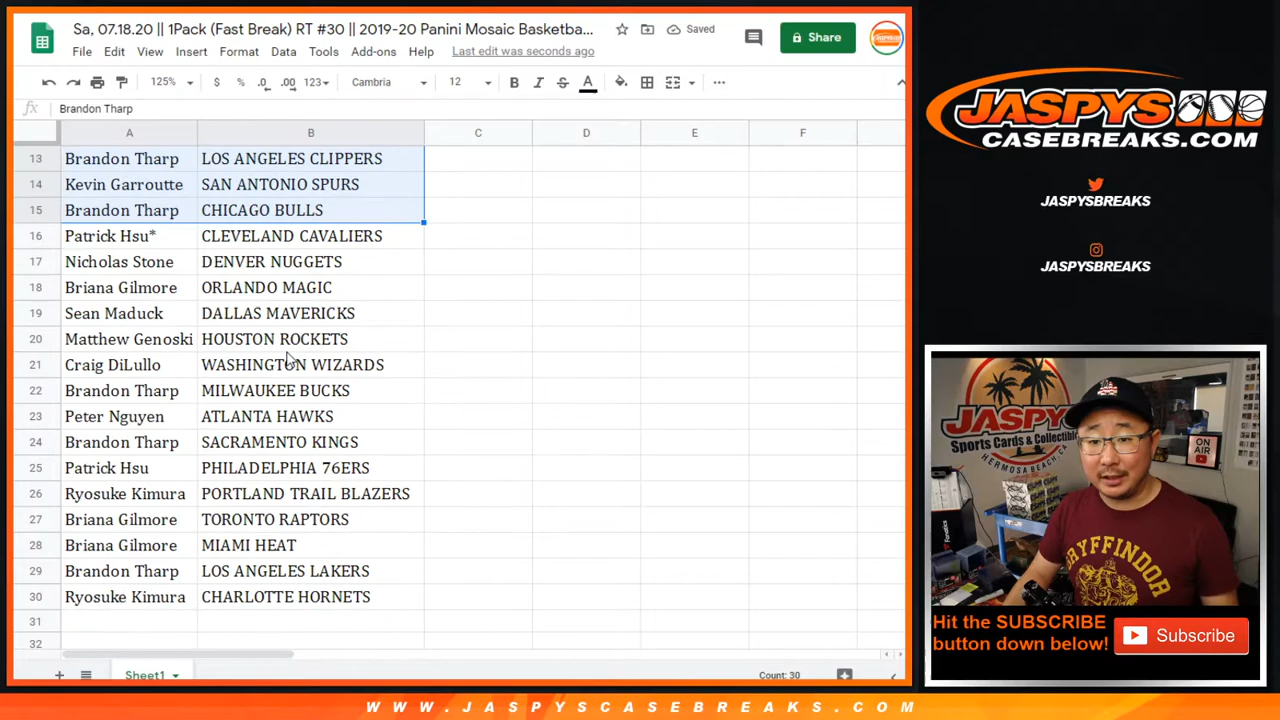 Sa, 07.18.20 || 1Pack (Fast Break) RT #30 || 2019-20 Panini Mosaic Basketba...
Saved
Share
File Edit View Insert Format Data Tools Add-ons Help Last edit was seconds ago
125% $ % .0 .00 123 Cambria 12 B I S A
fx Brandon Tharp
A B C D E F
13 Brandon Tharp LOS ANGELES CLIPPERS
14 Kevin Garroutte SAN ANTONIO SPURS
15 Brandon Tharp CHICAGO BULLS
16 Patrick Hsu* CLEVELAND CAVALIERS
17 Nicholas Stone DENVER NUGGETS
18 Briana Gilmore ORLANDO MAGIC
19 Sean Maduck DALLAS MAVERICKS
20 Matthew Genoski HOUSTON ROCKETS
21 Craig DiLullo WASHINGTON WIZARDS
22 Brandon Tharp MILWAUKEE BUCKS
23 Peter Nguyen ATLANTA HAWKS
24 Brandon Tharp SACRAMENTO KINGS
25 Patrick Hsu PHILADELPHIA 76ERS
26 Ryosuke Kimura PORTLAND TRAIL BLAZERS
27 Briana Gilmore TORONTO RAPTORS
28 Briana Gilmore MIAMI HEAT
29 Brandon Tharp LOS ANGELES LAKERS
30 Ryosuke Kimura CHARLOTTE HORNETS
31
32
Sheet1
Count: 30
JASPYS
CASEBREAKS.COM
JASPYSBREAKS
JASPYSBREAKS
JASPYS
Sports Cards & Collectibles
HERMOSA BEACH, CA
ON AIR
Fanatics
GRYFFINDOR
Hit the SUBSCRIBE
button down below!
Subscribe
WWW.JASPYSCASEBREAKS.COM